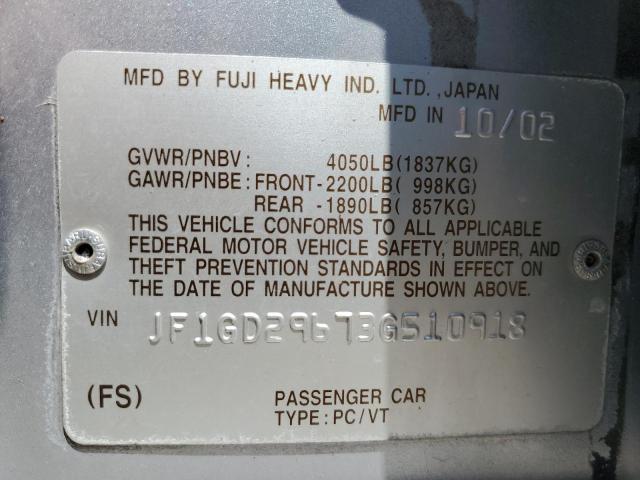 MFD BY FUJI HEAVY IND. LTD., JAPAN
MFD IN 10/02
GVWR/PNBV: 4050LB(1837KG)
GAWR/PNBE: FRONT-2200LB( 998KG)
REAR -1890LB( 857KG)
THIS VEHICLE CONFORMS TO ALL APPLICABLE
FEDERAL MOTOR VEHICLE SAFETY, BUMPER, AND
THEFT PREVENTION STANDARDS IN EFFECT ON
THE DATE OF MANUFACTURE SHOWN ABOVE.
VIN JF1GD29673G510918
(FS) PASSENGER CAR
TYPE: PC/VT